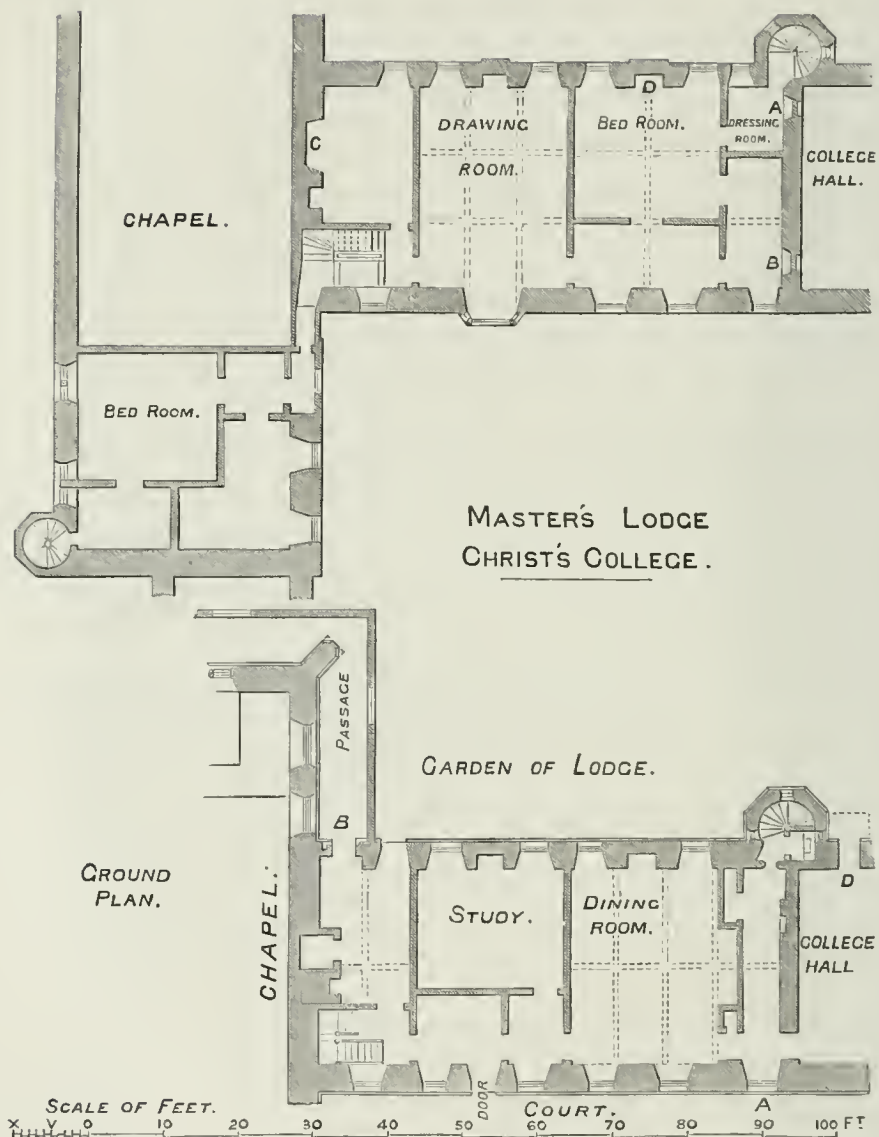 CHAPEL.
C
DRAWING
ROOM.
D
BED ROOM.
A
DRESSING
ROOM.
COLLEGE
HALL.
B
BED ROOM.
MASTER'S LODGE
CHRIST'S COLLEGE.
PASSAGE
GARDEN OF LODGE.
B
GROUND
PLAN.
CHAPEL.
STUDY.
DINING
ROOM.
D
COLLEGE
HALL
SCALE OF FEET.
DOOR
COURT.
A
X V 0 10 20 30 40 50 60 70 80 90 100 FT